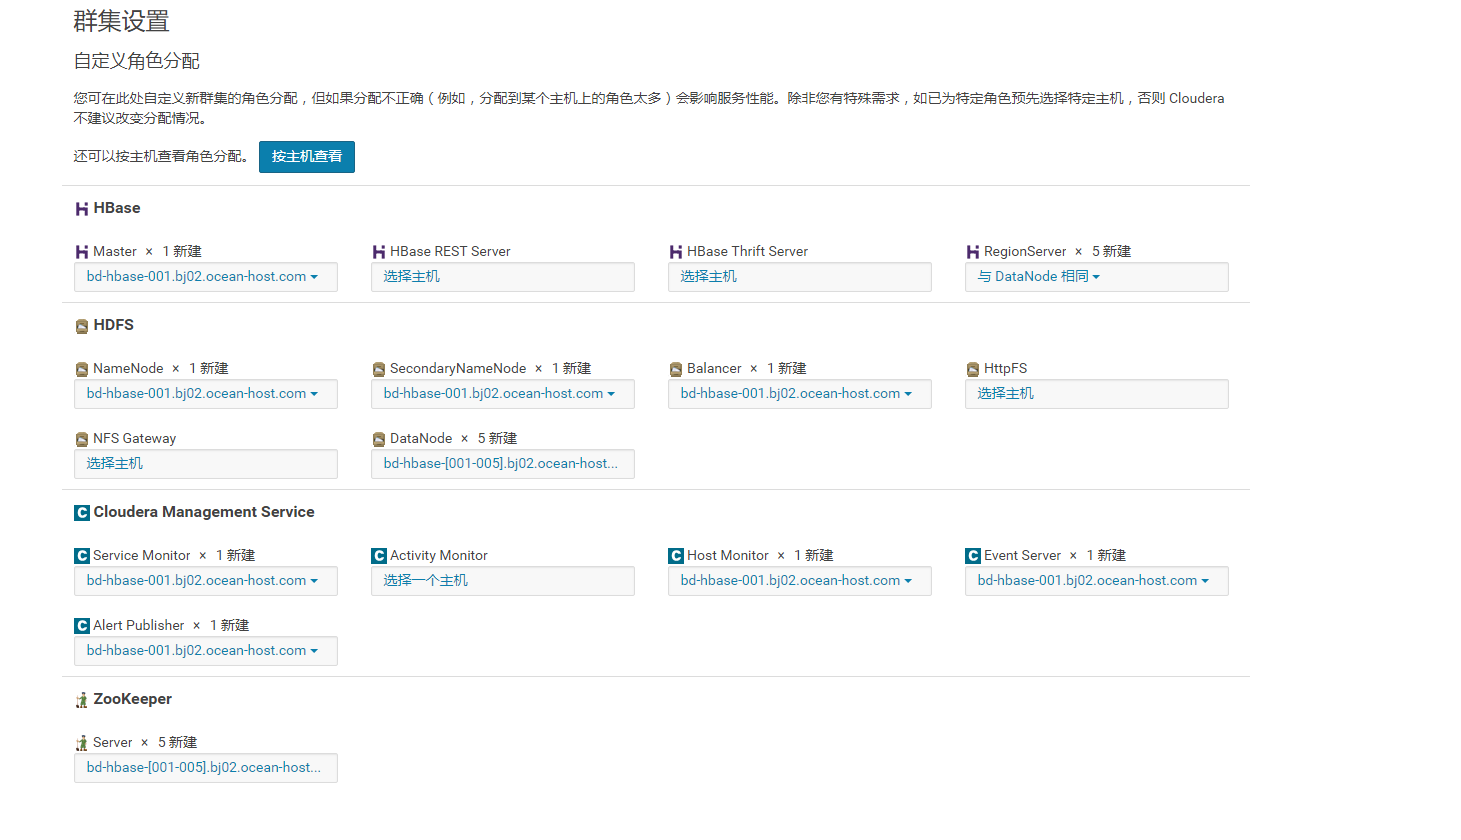 群集设置
自定义角色分配
您可在此处自定义新群集的角色分配，但如果分配不正确（例如，分配到某个主机上的角色太多）会影响服务性能。除非您有特殊需求，如已为特定角色预先选择特定主机，否则 Cloudera
不建议改变分配情况。
还可以按主机查看角色分配。 按主机查看
HBase
Master × 1 新建 HBase REST Server HBase Thrift Server RegionServer × 5 新建
bd-hbase-001.bj02.ocean-host.com 选择主机 选择主机 与 DataNode 相同
HDFS
NameNode × 1 新建 SecondaryNameNode × 1 新建 Balancer × 1 新建 HttpFS
bd-hbase-001.bj02.ocean-host.com bd-hbase-001.bj02.ocean-host.com bd-hbase-001.bj02.ocean-host.com 选择主机
NFS Gateway DataNode × 5 新建
选择主机 bd-hbase-[001-005].bj02.ocean-host...
Cloudera Management Service
Service Monitor × 1 新建 Activity Monitor Host Monitor × 1 新建 Event Server × 1 新建
bd-hbase-001.bj02.ocean-host.com 选择一个主机 bd-hbase-001.bj02.ocean-host.com bd-hbase-001.bj02.ocean-host.com
Alert Publisher × 1 新建
bd-hbase-001.bj02.ocean-host.com
ZooKeeper
Server × 5 新建
bd-hbase-[001-005].bj02.ocean-host...